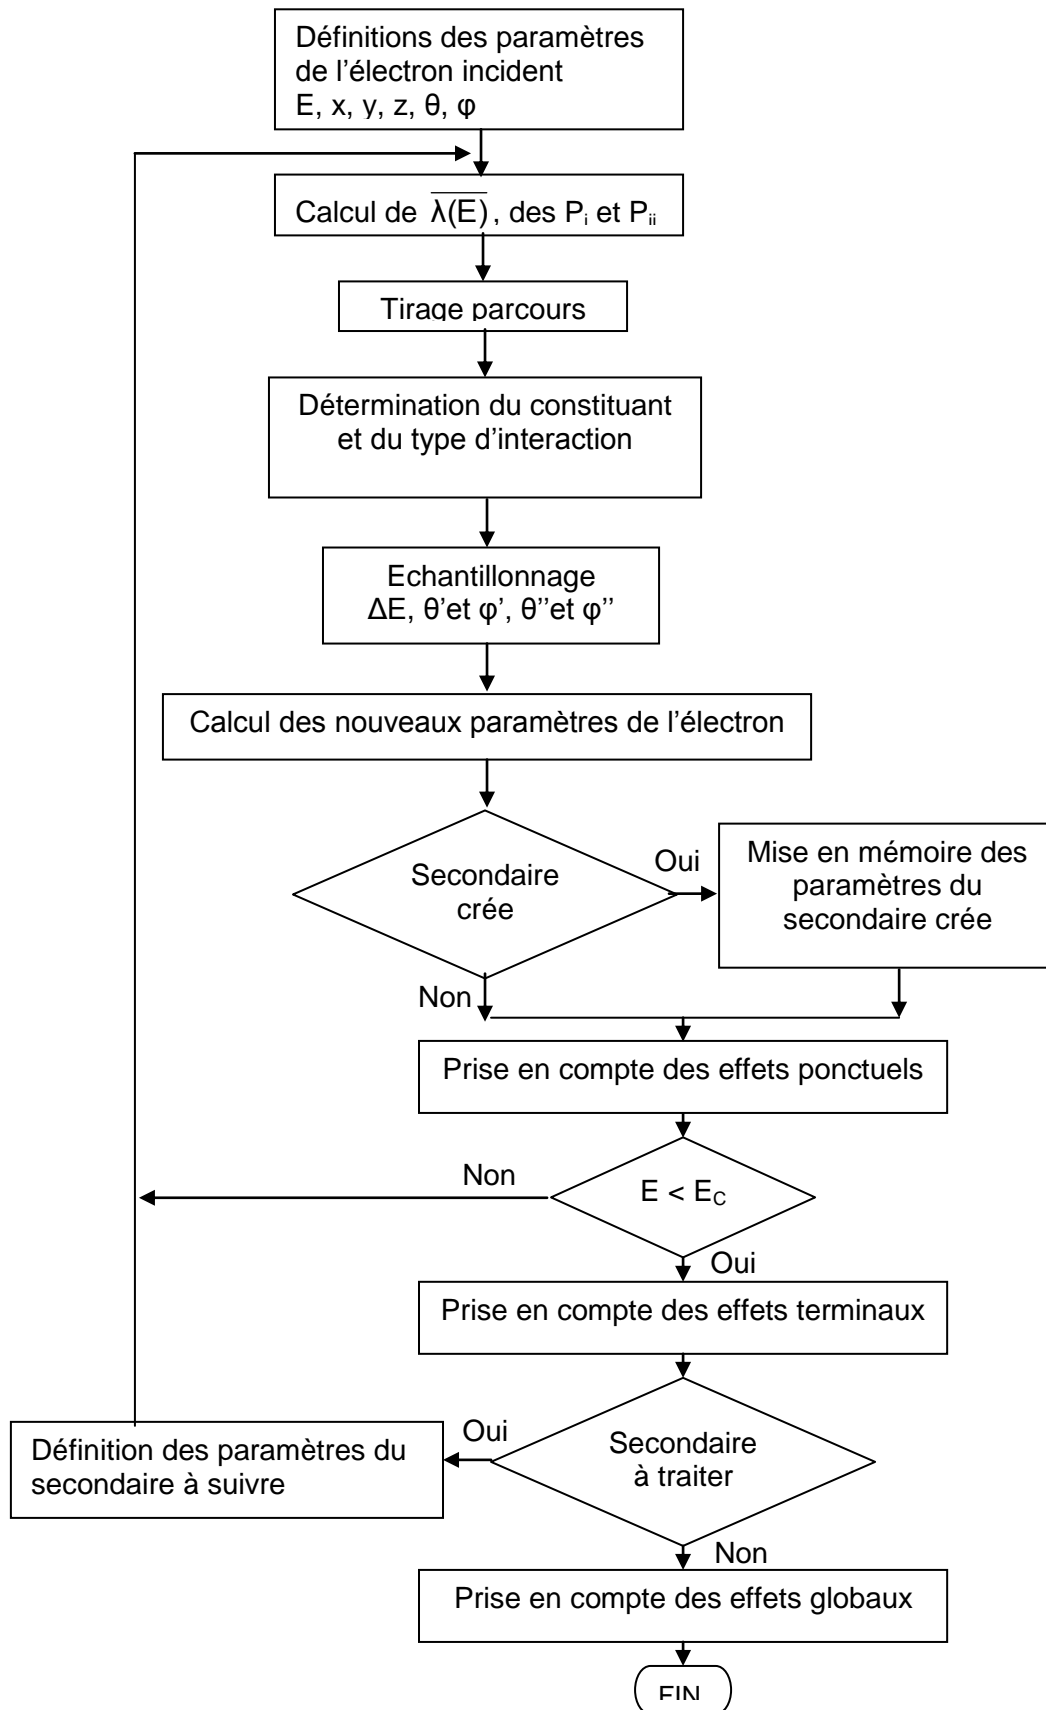 Définitions des paramètres
de l’électron incident
E, x, y, z, θ, φ
Calcul de λ(E), des Pi et Pii
Tirage parcours
Détermination du constituant
et du type d’interaction
Echantillonnage
ΔE, θ’et φ’, θ’’et φ’’
Calcul des nouveaux paramètres de l’électron
Secondaire
crée
Oui
Mise en mémoire des
paramètres du
secondaire crée
Non
Prise en compte des effets ponctuels
Non
E < EC
Oui
Prise en compte des effets terminaux
Oui
Secondaire
à traiter
Définition des paramètres du
secondaire à suivre
Non
Prise en compte des effets globaux
FIN